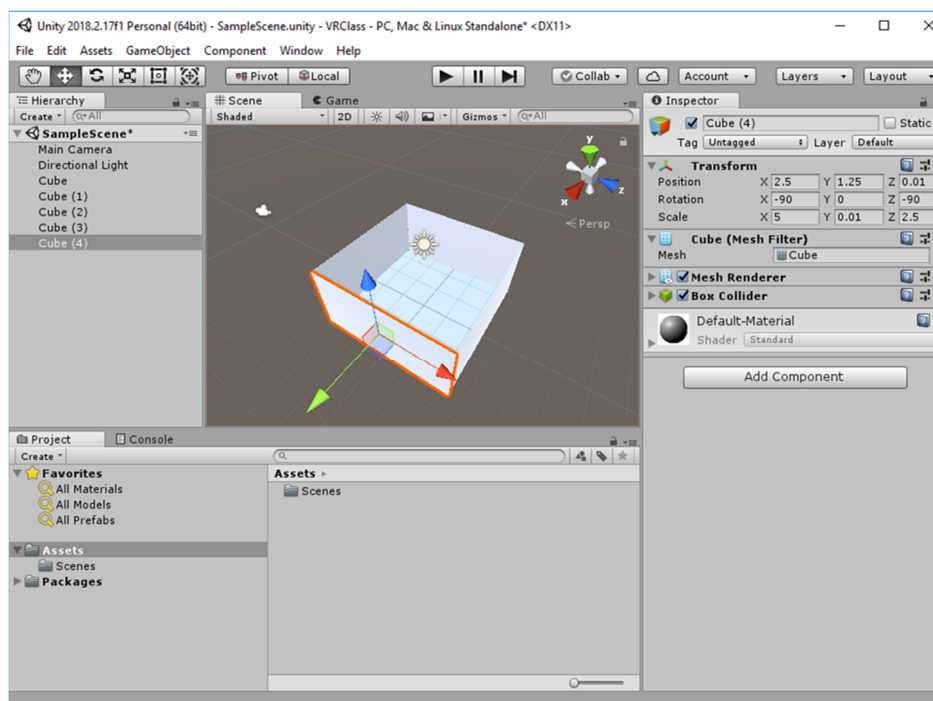 Unity 2018.2.17f1 Personal (64bit) - SampleScene.unity - VRClass - PC, Mac & Linux Standalone* <DX11>
File Edit Assets GameObject Component Window Help
Pivot Local Collab Account Layers Layout
Hierarchy
Create All
SampleScene*
Main Camera
Directional Light
Cube
Cube (1)
Cube (2)
Cube (3)
Cube (4)
Scene Game
Shaded 2D Gizmos All
y
x
z
Persp
Inspector
Cube (4) Static
Tag Untagged Layer Default
Transform
Position X 2.5 Y 1.25 Z 0.01
Rotation X -90 Y 0 Z -90
Scale X 5 Y 0.01 Z 2.5
Cube (Mesh Filter)
Mesh Cube
Mesh Renderer
Box Collider
Default-Material
Shader Standard
Add Component
Project Console
Create
Favorites
All Materials
All Models
All Prefabs
Assets
Scenes
Packages
Assets
Scenes